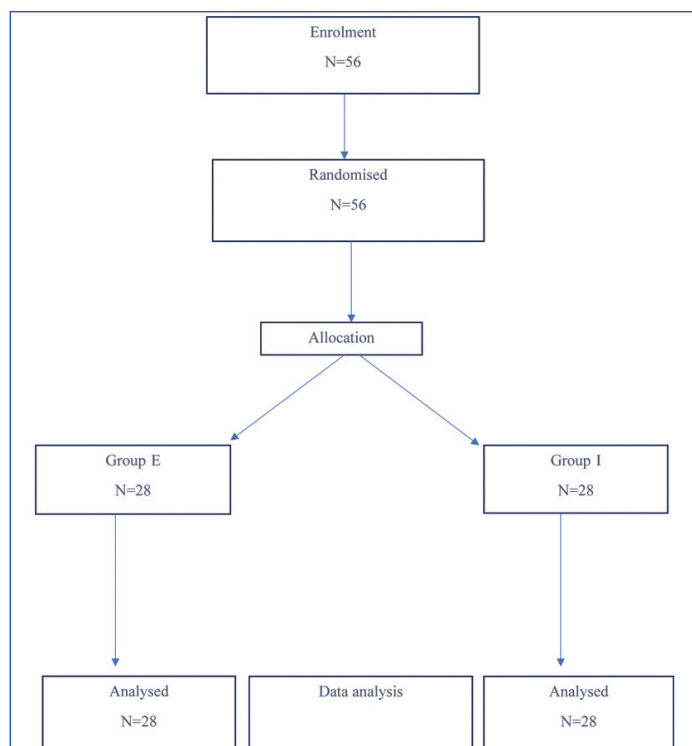 Enrolment
N=56
Randomised
N=56
Allocation
Group E
N=28
Group I
N=28
Analysed
N=28
Data analysis
Analysed
N=28